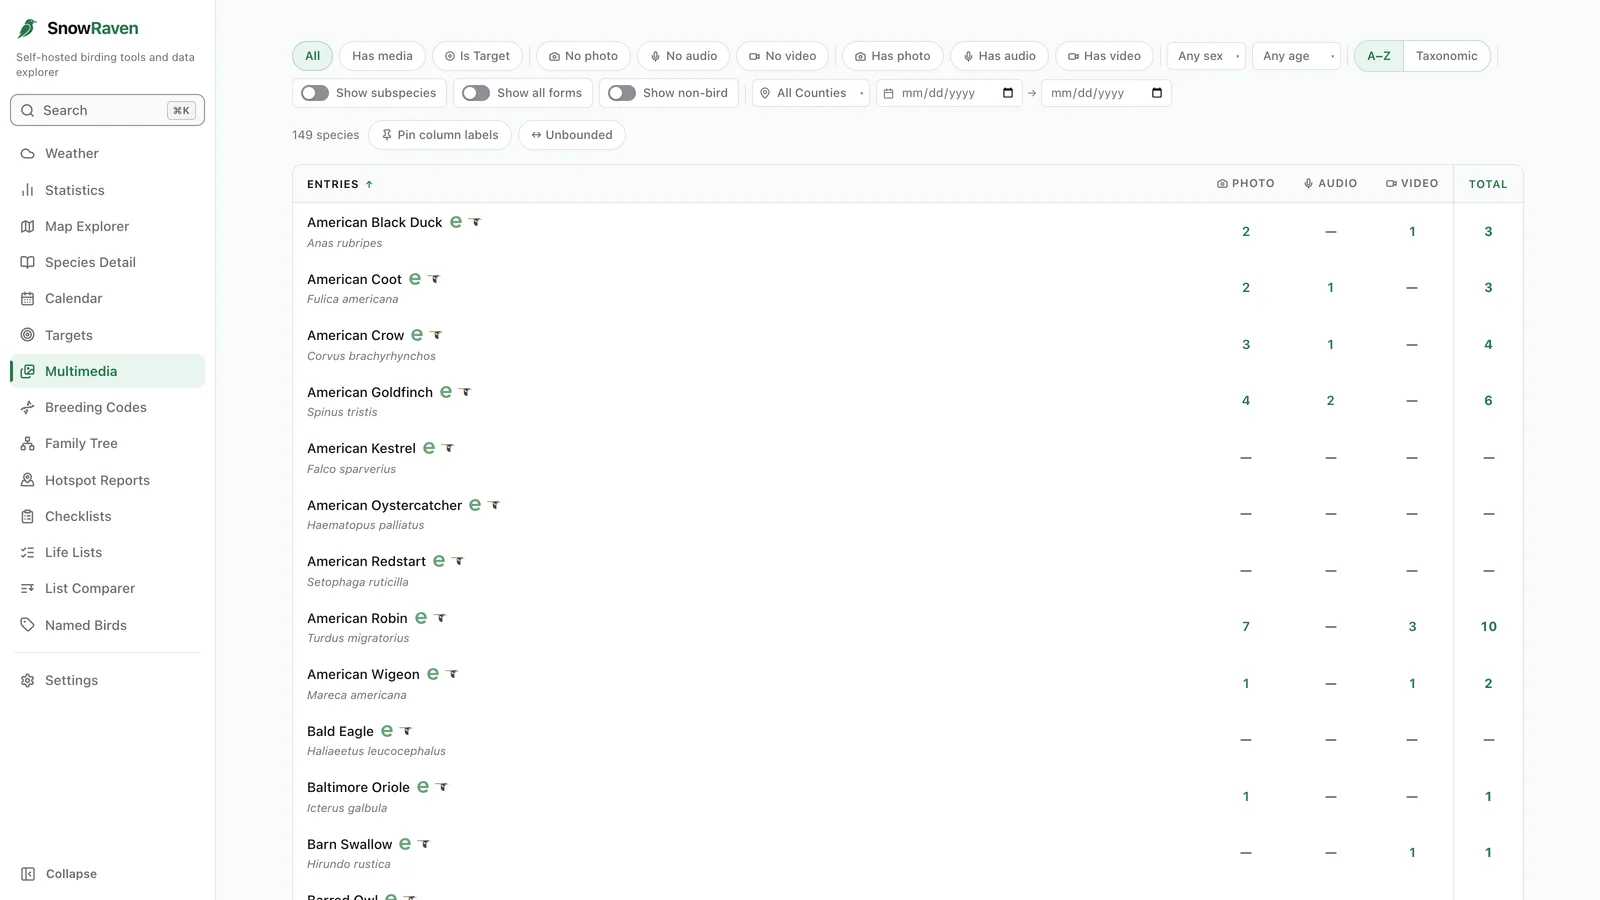 SnowRaven
Self-hosted birding tools and data
explorer
Search ⌘K
Weather
Statistics
Map Explorer
Species Detail
Calendar
Targets
Multimedia
Breeding Codes
Family Tree
Hotspot Reports
Checklists
Life Lists
List Comparer
Named Birds
Settings
Collapse
All Has media Is Target No photo No audio No video Has photo Has audio Has video Any sex Any age A–Z Taxonomic
Show subspecies Show all forms Show non-bird All Counties mm/dd/yyyy → mm/dd/yyyy
149 species Pin column labels ↔ Unbounded
ENTRIES ↑ PHOTO AUDIO VIDEO TOTAL
American Black Duck e
Anas rubripes
2 — 1 3
American Coot e
Fulica americana
2 1 — 3
American Crow e
Corvus brachyrhynchos
3 1 — 4
American Goldfinch e
Spinus tristis
4 2 — 6
American Kestrel e
Falco sparverius
— — — —
American Oystercatcher e
Haematopus palliatus
— — — —
American Redstart e
Setophaga ruticilla
— — — —
American Robin e
Turdus migratorius
7 — 3 10
American Wigeon e
Mareca americana
1 — 1 2
Bald Eagle e
Haliaeetus leucocephalus
— — — —
Baltimore Oriole e
Icterus galbula
1 — — 1
Barn Swallow e
Hirundo rustica
— — 1 1
Barred Owl e